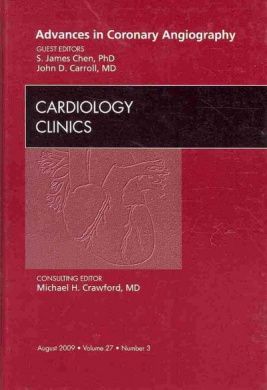 Advances in Coronary Angiography
GUEST EDITORS
S. James Chen, PhD
John D. Carroll, MD
CARDIOLOGY
CLINICS
CONSULTING EDITOR
Michael H. Crawford, MD
August 2009 • Volume 27 • Number 3